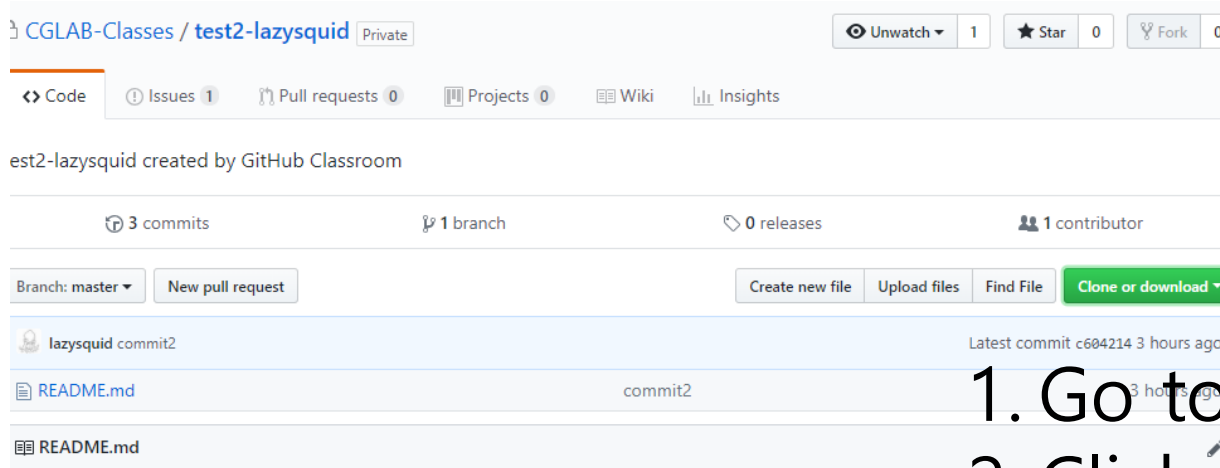 CGLAB-Classes / test2-lazysquid Private Unwatch 1 Star 0 Fork
Code Issues 1 Pull requests 0 Projects 0 Wiki Insights
est2-lazysquid created by GitHub Classroom
3 commits 1 branch 0 releases 1 contributor
Branch: master New pull request Create new file Upload files Find File Clone or download
lazysquid commit2 Latest commit c604214 3 hours ago
README.md commit2 3 hours ago
1. Go to
README.md